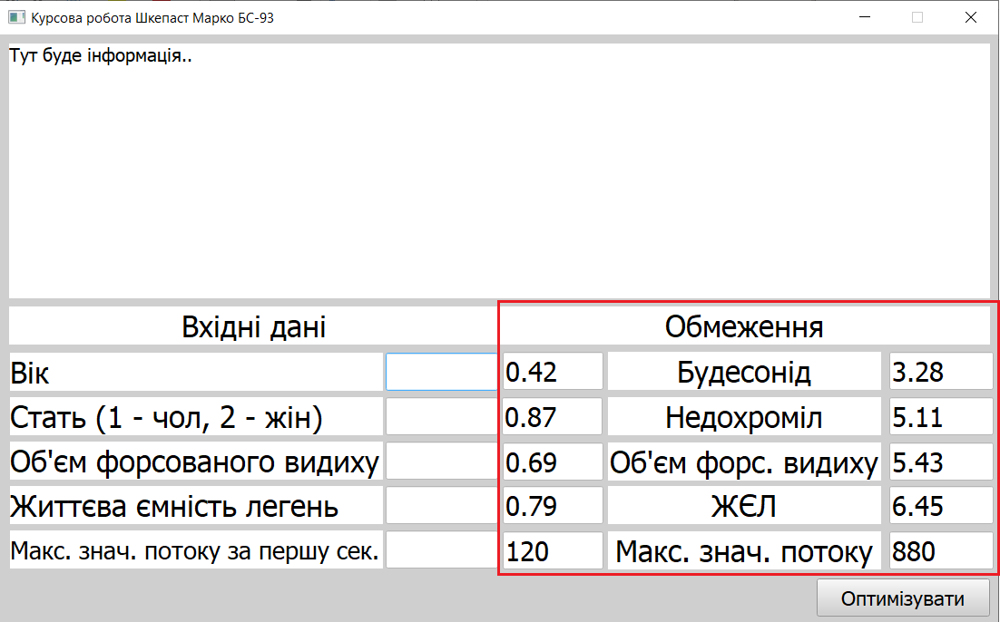 Курсова робота Шкепаст Марко БС-93
Тут буде інформація..
Вхідні дані Обмеження
Вік 0.42 Будесонід 3.28
Стать (1 - чол, 2 - жін) 0.87 Недохроміл 5.11
Об'єм форсованого видиху 0.69 Об'єм форс. видиху 5.43
Життєва ємність легень 0.79 ЖЄЛ 6.45
Макс. знач. потоку за першу сек. 120 Макс. знач. потоку 880
Оптимізувати